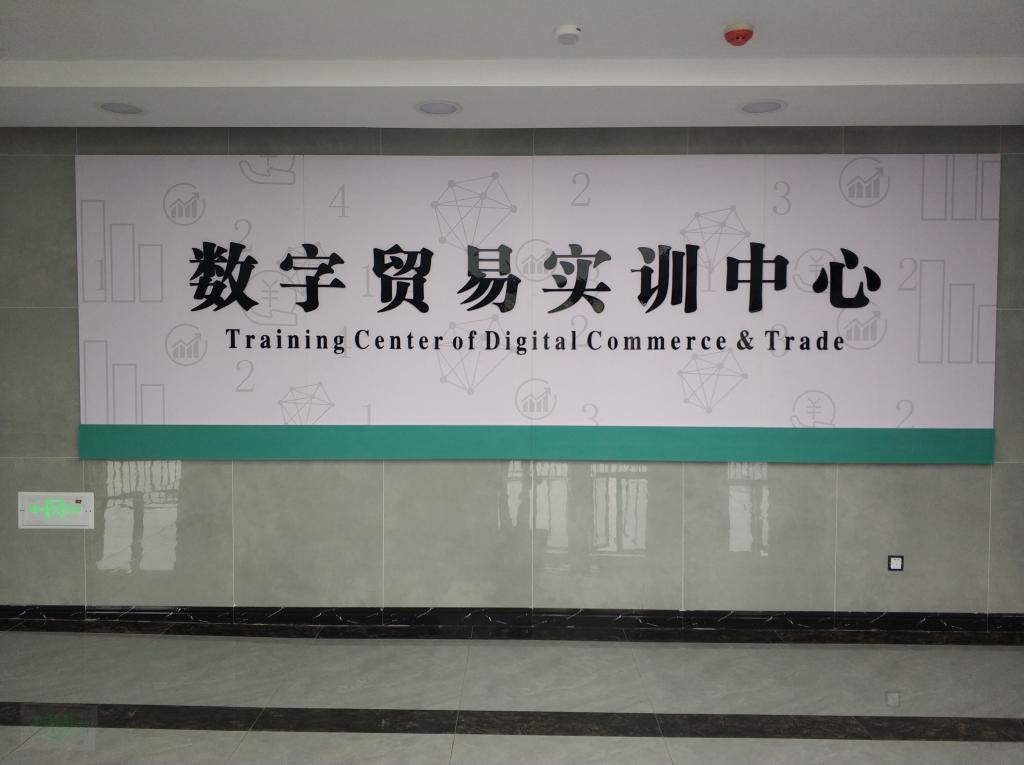 数字贸易实训中心
Training Center of Digital Commerce & Trade